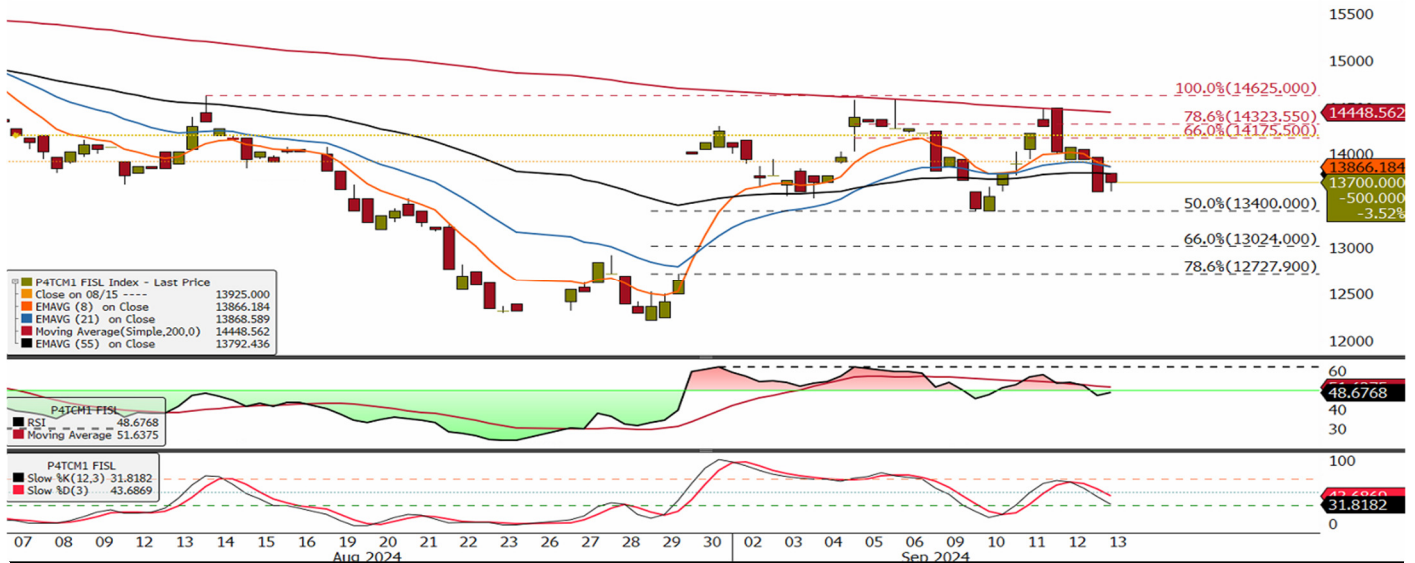 15500
15000
100.0%(14625.000)
14448.562
78.6%(14323.550)
66.0%(14175.500)
14000
13866.184
13700.000
-500.000
-3.52%
50.0%(13400.000)
66.0%(13024.000)
13000
78.6%(12727.900)
12500
12000
P4TCM1 FISL Index - Last Price
Close on 08/15 ---- 13925.000
EMAVG (8) on Close 13866.184
EMAVG (21) on Close 13868.589
Moving Average(Simple,200,0) 14448.562
EMAVG (55) on Close 13792.436
60
48.6768
40
30
P4TCM1 FISL
RSI 48.6768
Moving Average 51.6375
P4TCM1 FISL
Slow %K(12,3) 31.8182
Slow %D(3) 43.6869
100
31.8182
0
07 08 09 12 13 14 15 16 19 20 21 22 23 26 27 28 29 30 02 03 04 05 06 09 10 11 12 13
Aug 2024 Sep 2024